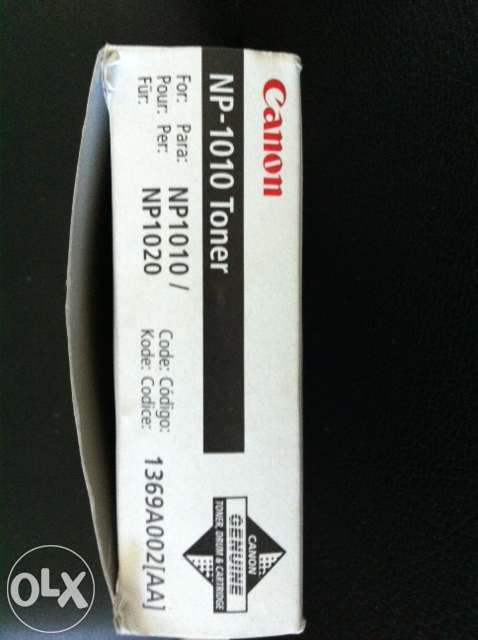 Canon
NP-1010 Toner
For: Para:
Pour: Per:
Für:
NP1010 /
NP1020
Code: Código:
Kode: Codice:
1369A002[AA]
CANON
GENUINE
TONER, DRUM & CARTRIDGE
OLX